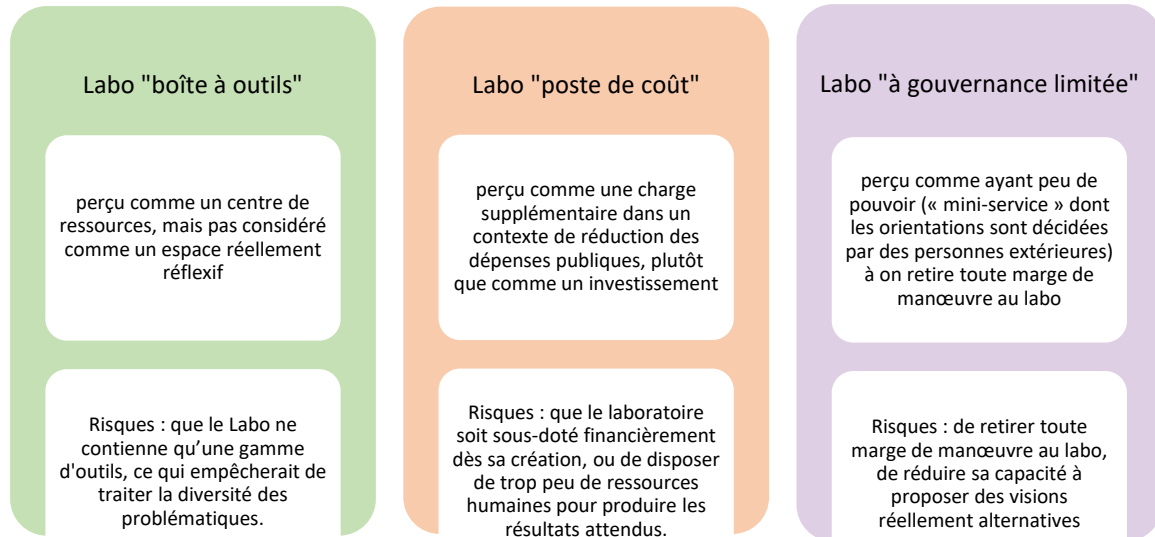 Labo "boîte à outils"
perçu comme un centre de
ressources, mais pas considéré
comme un espace réellement
réflexif
Risques : que le Labo ne
contienne qu’une gamme
d'outils, ce qui empêcherait de
traiter la diversité des
problématiques.
Labo "poste de coût"
perçu comme une charge
supplémentaire dans un
contexte de réduction des
dépenses publiques, plutôt
que comme un investissement
Risques : que le laboratoire
soit sous-doté financièrement
dès sa création, ou de disposer
de trop peu de ressources
humaines pour produire les
résultats attendus.
Labo "à gouvernance limitée"
perçu comme ayant peu de
pouvoir (« mini-service » dont
les orientations sont décidées
par des personnes extérieures)
à on retire toute marge de
manœuvre au labo
Risques : de retirer toute
marge de manœuvre au labo,
de réduire sa capacité à
proposer des visions
réellement alternatives